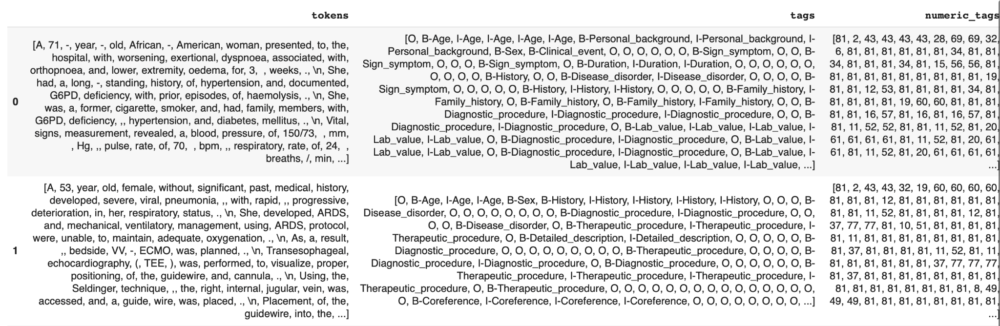 tokens tags numeric_tags
0
[A, 71, -, year, -, old, African, -, American, woman, presented, to, the,
hospital, with, worsening, exertional, dyspnoea, associated, with,
orthopnoea, and, lower, extremity, oedema, for, 3,  , weeks, ., \n, She,
had, a, long, -, standing, history, of, hypertension, and, documented,
G6PD, deficiency, with, prior, episodes, of, haemolysis, ., \n, She,
was, a, former, cigarette, smoker, and, had, family, members, with,
G6PD, deficiency, ,, hypertension, and, diabetes, mellitus, ., \n, Vital,
signs, measurement, revealed, a, blood, pressure, of, 150/73,  , mm,
, Hg, ,, pulse, rate, of, 70,  , bpm, ,, respiratory, rate, of, 24,  ,
breaths, /, min, ...]
[O, B-Age, I-Age, I-Age, I-Age, I-Age, B-Personal_background, I-Personal_background, I-
Personal_background, B-Sex, B-Clinical_event, O, O, O, O, O, O, B-Sign_symptom, O, O, B-
Sign_symptom, O, O, O, B-Sign_symptom, O, B-Duration, I-Duration, I-Duration, O, O, O, O, O, O,
O, O, O, O, B-History, O, O, B-Disease_disorder, I-Disease_disorder, O, O, O, O, B-
Sign_symptom, O, O, O, O, O, B-History, I-History, I-History, O, O, O, O, O, B-Family_history, I-
Family_history, O, B-Family_history, O, B-Family_history, I-Family_history, O, O, B-
Diagnostic_procedure, I-Diagnostic_procedure, I-Diagnostic_procedure, O, O, B-
Diagnostic_procedure, I-Diagnostic_procedure, O, B-Lab_value, I-Lab_value, I-Lab_value, I-
Lab_value, I-Lab_value, O, B-Diagnostic_procedure, I-Diagnostic_procedure, O, B-Lab_value, I-
Lab_value, I-Lab_value, O, B-Diagnostic_procedure, I-Diagnostic_procedure, O, B-Lab_value, I-
Lab_value, I-Lab_value, I-Lab_value, I-Lab_value, ...]
[81, 2, 43, 43, 43, 43, 28, 69, 69, 32,
6, 81, 81, 81, 81, 81, 81, 34, 81, 81,
34, 81, 81, 81, 34, 81, 15, 56, 56, 81,
81, 81, 81, 81, 81, 81, 81, 81, 81, 19,
81, 81, 12, 53, 81, 81, 81, 81, 34, 81,
81, 81, 81, 81, 19, 60, 60, 81, 81, 81,
81, 81, 16, 57, 81, 16, 81, 16, 57, 81,
81, 11, 52, 52, 81, 81, 11, 52, 81, 20,
61, 61, 61, 61, 81, 11, 52, 81, 20, 61,
61, 81, 11, 52, 81, 20, 61, 61, 61, 61,
...]
1
[A, 53, year, old, female, without, significant, past, medical, history,
developed, severe, viral, pneumonia, ,, with, rapid, ,, progressive,
deterioration, in, her, respiratory, status, ., \n, She, developed, ARDS,
and, mechanical, ventilatory, management, using, ARDS, protocol,
were, unable, to, maintain, adequate, oxygenation, ., \n, As, a, result,
,, bedside, VV, -, ECMO, was, planned, ., \n, Transesophageal,
echocardiography, (, TEE, ), was, performed, to, visualize, proper,
positioning, of, the, guidewire, and, cannula, ., \n, Using, the,
Seldinger, technique, ,, the, right, internal, jugular, vein, was,
accessed, and, a, guide, wire, was, placed, ., \n, Placement, of, the,
guidewire, into, the, ...]
[O, B-Age, I-Age, I-Age, B-Sex, B-History, I-History, I-History, I-History, I-History, O, O, O, B-
Disease_disorder, O, O, O, O, O, O, O, O, B-Diagnostic_procedure, I-Diagnostic_procedure, O, O,
O, O, B-Disease_disorder, O, B-Therapeutic_procedure, I-Therapeutic_procedure, I-
Therapeutic_procedure, O, B-Detailed_description, I-Detailed_description, O, O, O, O, O, B-
Diagnostic_procedure, O, O, O, O, O, O, O, O, O, B-Therapeutic_procedure, O, O, O, O, B-
Diagnostic_procedure, I-Diagnostic_procedure, O, B-Diagnostic_procedure, O, O, O, O, O, O, B-
Therapeutic_procedure, I-Therapeutic_procedure, I-Therapeutic_procedure, I-
Therapeutic_procedure, O, B-Therapeutic_procedure, O, O, O, O, O, O, O, O, O, O, O, O, O, O, O,
O, B-Coreference, I-Coreference, I-Coreference, I-Coreference, O, O, O, O, O, O, O, O, ...]
[81, 2, 43, 43, 32, 19, 60, 60, 60, 60,
81, 81, 81, 12, 81, 81, 81, 81, 81, 81,
81, 81, 11, 52, 81, 81, 81, 81, 12, 81,
37, 77, 77, 81, 10, 51, 81, 81, 81, 81,
81, 11, 81, 81, 81, 81, 81, 81, 81, 81,
81, 37, 81, 81, 81, 81, 11, 52, 81, 11,
81, 81, 81, 81, 81, 81, 37, 77, 77, 77,
81, 37, 81, 81, 81, 81, 81, 81, 81, 81,
81, 81, 81, 81, 81, 81, 81, 8, 49,
49, 49, 81, 81, 81, 81, 81, 81, 81, 81,
...]